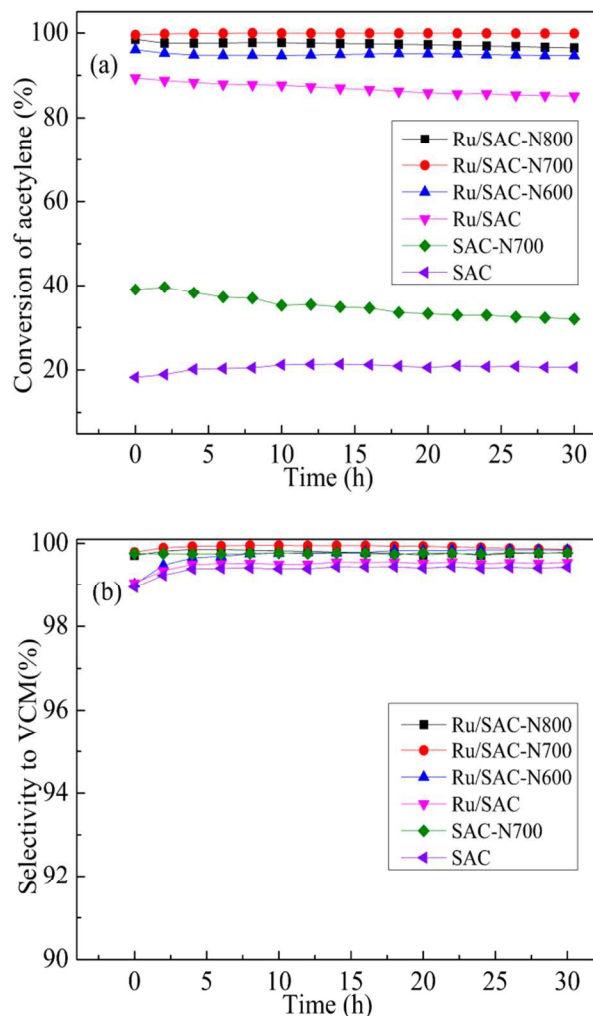 100
80
60
40
20
(a)
Conversion of acetylene (%)
Ru/SAC-N800
Ru/SAC-N700
Ru/SAC-N600
Ru/SAC
SAC-N700
SAC
0 5 10 15 20 25 30
Time (h)
100
98
96
94
92
90
(b)
Selectivity to VCM(%)
Ru/SAC-N800
Ru/SAC-N700
Ru/SAC-N600
Ru/SAC
SAC-N700
SAC
0 5 10 15 20 25 30
Time (h)